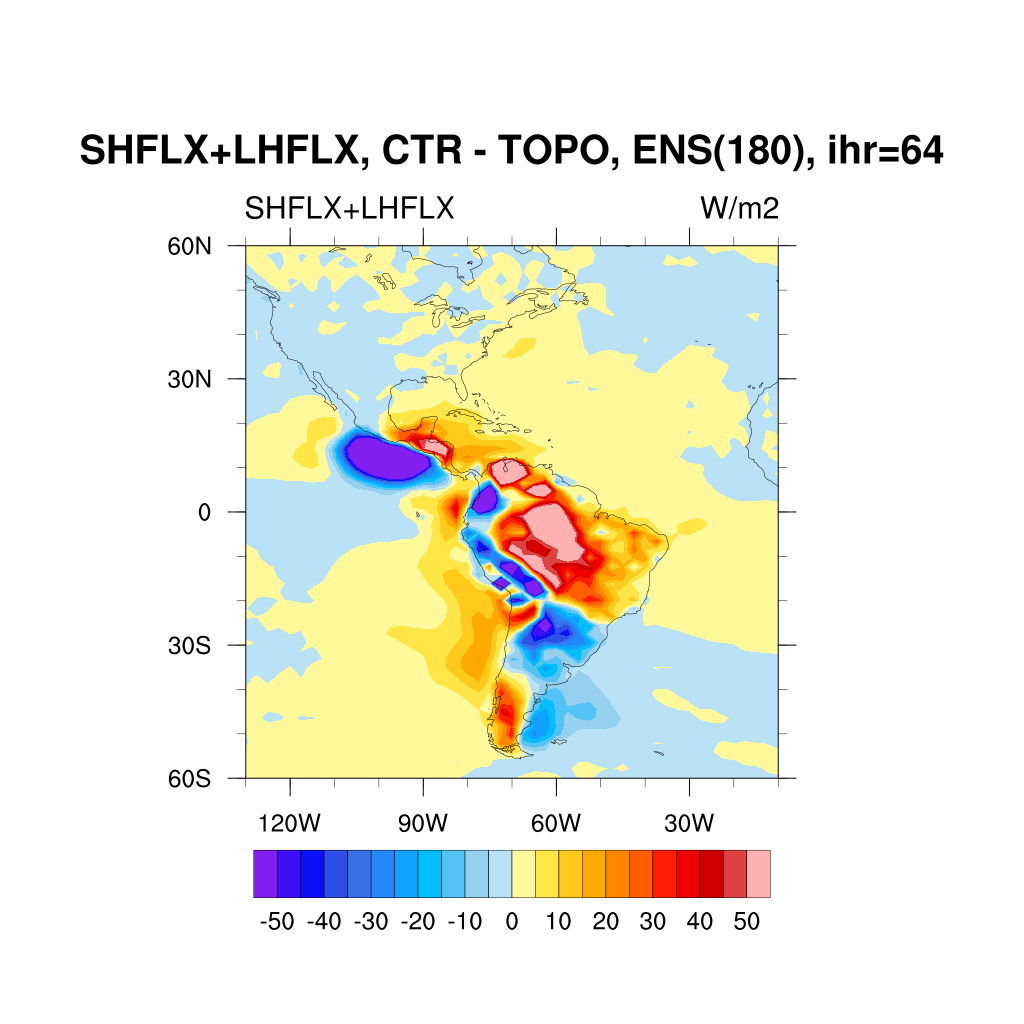 SHFLX+LHFLX, CTR - TOPO, ENS(180), ihr=64
SHFLX+LHFLX W/m2
60N
30N
0
30S
60S
120W 90W 60W 30W
-50 -40 -30 -20 -10 0 10 20 30 40 50